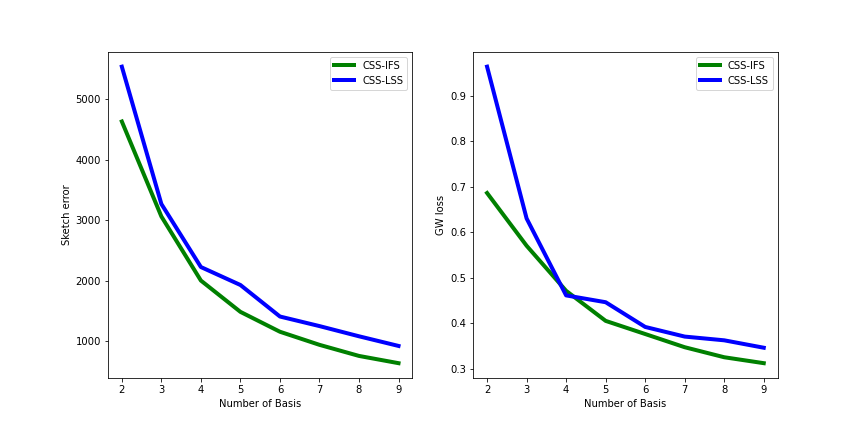 CSS-IFS
CSS-LSS
5000
4000
3000
2000
1000
Sketch error
2 3 4 5 6 7 8 9
Number of Basis
CSS-IFS
CSS-LSS
0.9
0.8
0.7
0.6
0.5
0.4
0.3
GW loss
2 3 4 5 6 7 8 9
Number of Basis